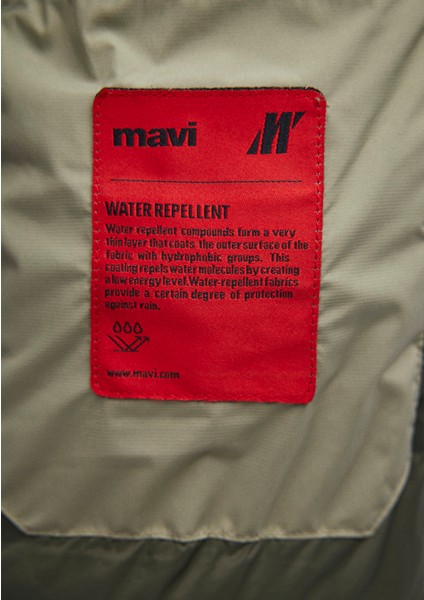 mavi M
WATER REPELLENT
Water repellent compounds form a very
thin layer that coats the outer surface of the
fabric with hydrophobic groups. This
coating repels water molecules by creating
a low energy level.Water-repellent fabrics
provide a certain degree of protection
against rain.
www.mavi.com